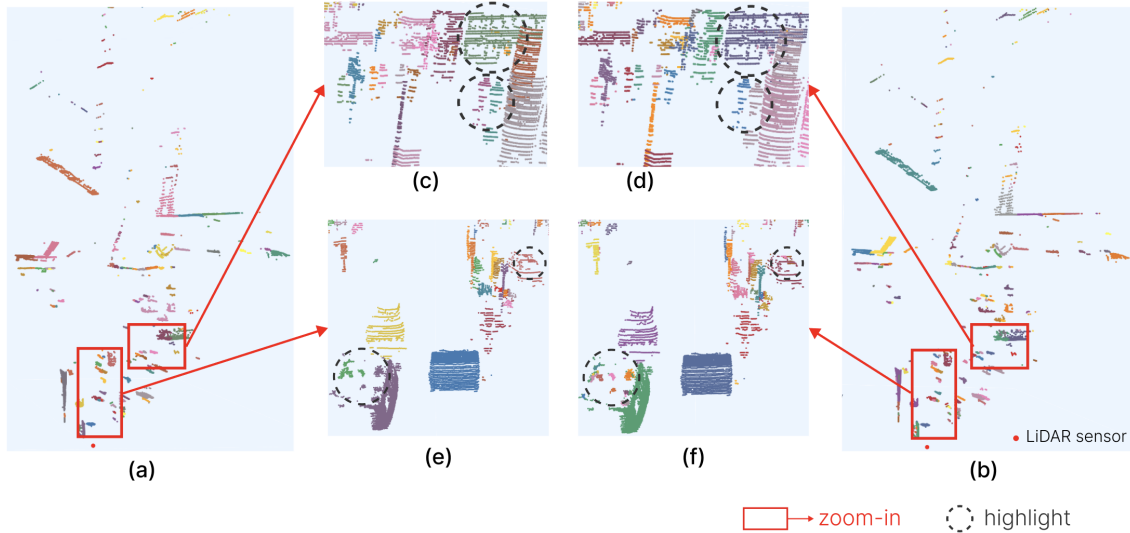 (c)
(d)
(e)
(f)
LiDAR sensor
(a)
(b)
zoom-in
highlight